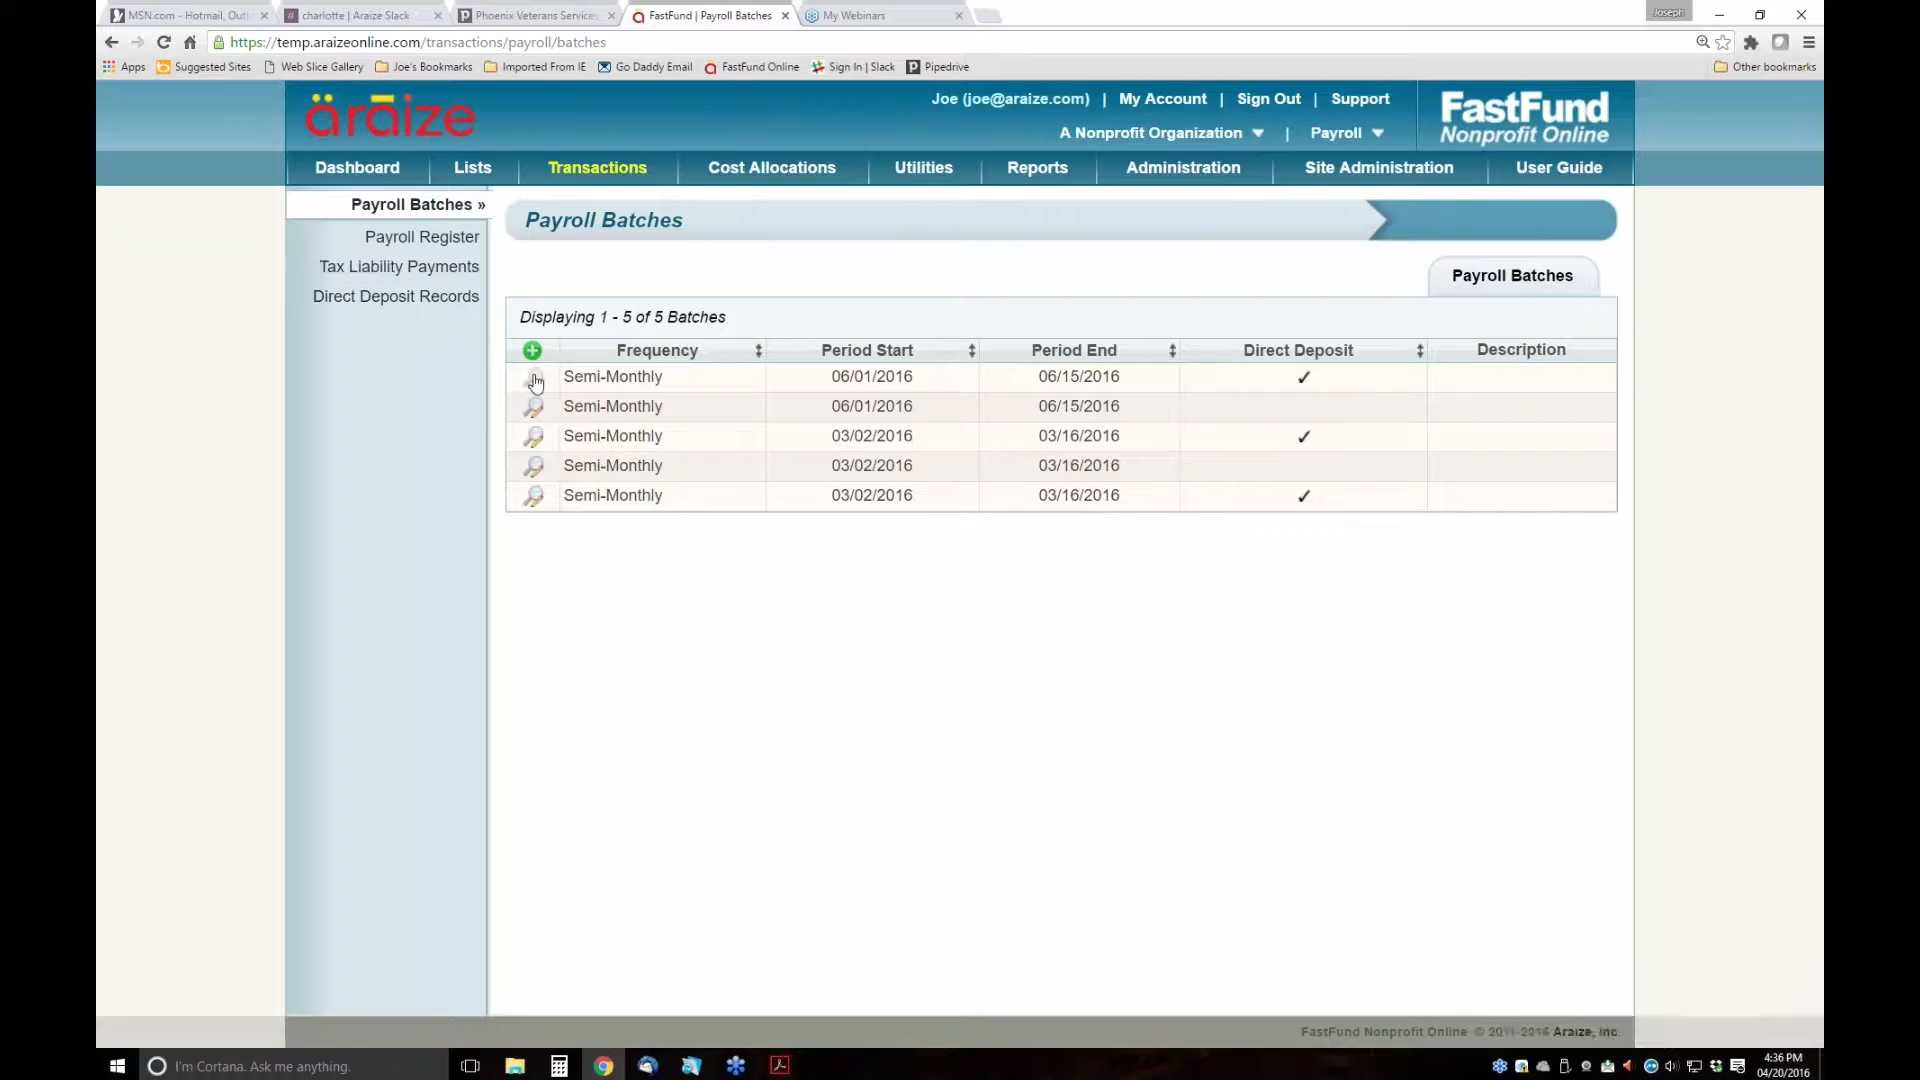 MSN.com - Hotmail, Outl
charlotte | Araize Slack
Phoenix Veterans Services
FastFund | Payroll Batches
My Webinars
Joseph
https://temp.araizeonline.com/transactions/payroll/batches
Apps
Suggested Sites
Web Slice Gallery
Joe's Bookmarks
Imported From IE
Go Daddy Email
FastFund Online
Sign In | Slack
Pipedrive
Other bookmarks
äraīze
Joe (joe@araize.com) | My Account | Sign Out | Support
A Nonprofit Organization | Payroll
FastFund
Nonprofit Online
Dashboard
Lists
Transactions
Cost Allocations
Utilities
Reports
Administration
Site Administration
User Guide
Payroll Batches »
Payroll Register
Tax Liability Payments
Direct Deposit Records
Payroll Batches
Payroll Batches
Displaying 1 - 5 of 5 Batches
Frequency Period Start Period End Direct Deposit Description
Semi-Monthly 06/01/2016 06/15/2016 ✓
Semi-Monthly 06/01/2016 06/15/2016
Semi-Monthly 03/02/2016 03/16/2016 ✓
Semi-Monthly 03/02/2016 03/16/2016
Semi-Monthly 03/02/2016 03/16/2016 ✓
FastFund Nonprofit Online © 2011-2016 Araize, Inc.
I'm Cortana. Ask me anything.
4:36 PM
04/20/2016